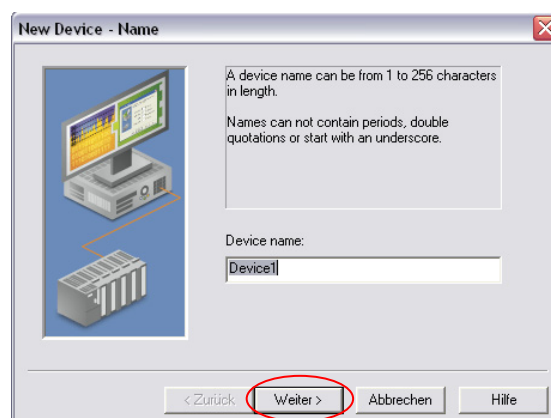 New Device - Name
A device name can be from 1 to 256 characters
in length.
Names can not contain periods, double
quotations or start with an underscore.
Device name:
Device1
< Zurück
Weiter >
Abbrechen
Hilfe